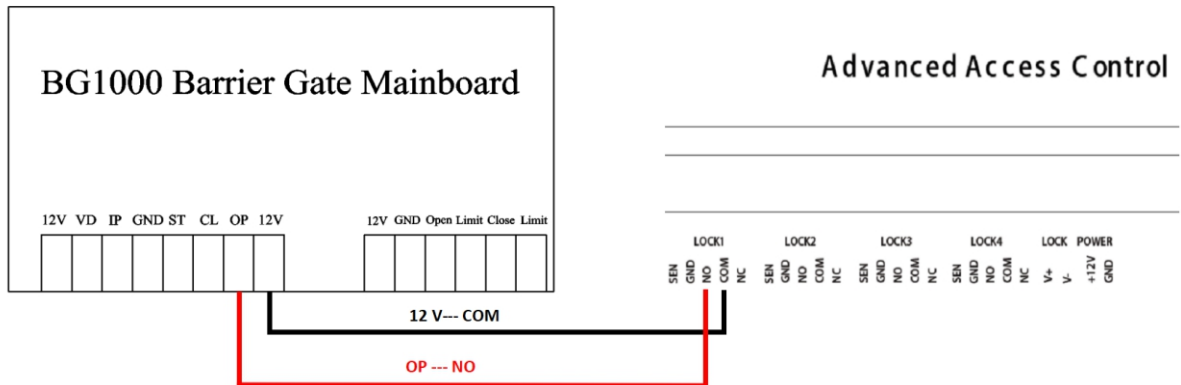 BG1000 Barrier Gate Mainboard
Advanced Access Control
12V VD IP GND ST CL OP 12V
12V GND Open Limit Close Limit
LOCK1 LOCK2 LOCK3 LOCK4 LOCK POWER
SEN GND NO COM NC SEN GND NO COM NC SEN GND NO COM NC SEN GND NO COM NC V+ V- +12V GND
12 V--- COM
OP --- NO